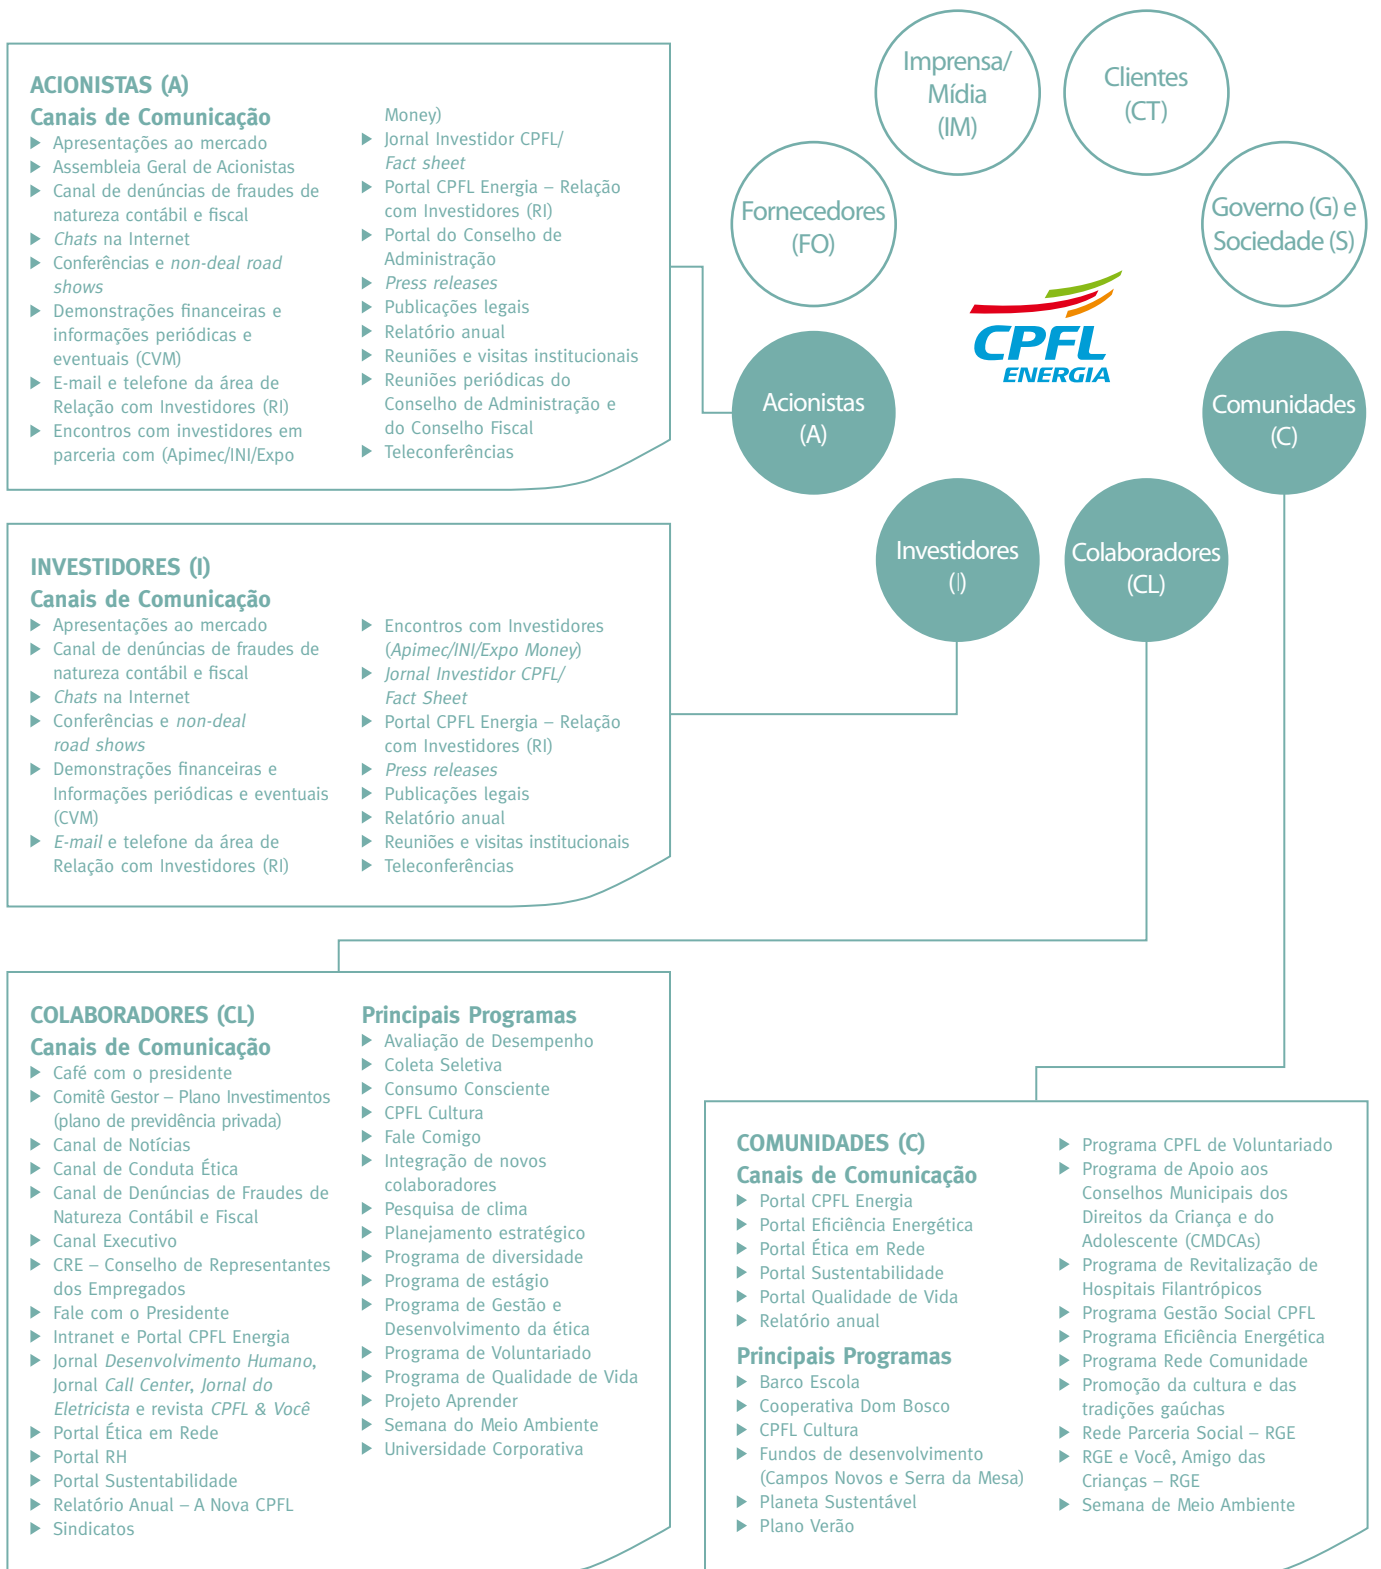 ACIONISTAS (A)
Canais de Comunicação
Apresentações ao mercado
Assembleia Geral de Acionistas
Canal de denúncias de fraudes de
natureza contábil e fiscal
Chats na Internet
Conferências e non-deal road
shows
Demonstrações financeiras e
informações periódicas e
eventuais (CVM)
E-mail e telefone da área de
Relação com Investidores (RI)
Encontros com investidores em
parceria com (Apimec/INI/Expo
Money)
Jornal Investidor CPFL/
Fact sheet
Portal CPFL Energia – Relação
com Investidores (RI)
Portal do Conselho de
Administração
Press releases
Publicações legais
Relatório anual
Reuniões e visitas institucionais
Reuniões periódicas do
Conselho de Administração e
do Conselho Fiscal
Teleconferências
Imprensa/
Mídia
(IM)
Clientes
(CT)
Fornecedores
(FO)
Governo (G) e
Sociedade (S)
CPFL
ENERGIA
Acionistas
(A)
Comunidades
(C)
Investidores
(I)
Colaboradores
(CL)
INVESTIDORES (I)
Canais de Comunicação
Apresentações ao mercado
Canal de denúncias de fraudes de
natureza contábil e fiscal
Chats na Internet
Conferências e non-deal
road shows
Demonstrações financeiras e
Informações periódicas e eventuais
(CVM)
E-mail e telefone da área de
Relação com Investidores (RI)
Encontros com Investidores
(Apimec/INI/Expo Money)
Jornal Investidor CPFL/
Fact Sheet
Portal CPFL Energia – Relação
com Investidores (RI)
Press releases
Publicações legais
Relatório anual
Reuniões e visitas institucionais
Teleconferências
COLABORADORES (CL)
Canais de Comunicação
Café com o presidente
Comitê Gestor – Plano Investimentos
(plano de previdência privada)
Canal de Notícias
Canal de Conduta Ética
Canal de Denúncias de Fraudes de
Natureza Contábil e Fiscal
Canal Executivo
CRE – Conselho de Representantes
dos Empregados
Fale com o Presidente
Intranet e Portal CPFL Energia
Jornal Desenvolvimento Humano,
Jornal Call Center, Jornal do
Eletricista e revista CPFL & Você
Portal Ética em Rede
Portal RH
Portal Sustentabilidade
Relatório Anual – A Nova CPFL
Sindicatos
Principais Programas
Avaliação de Desempenho
Coleta Seletiva
Consumo Consciente
CPFL Cultura
Fale Comigo
Integração de novos
colaboradores
Pesquisa de clima
Planejamento estratégico
Programa de diversidade
Programa de estágio
Programa de Gestão e
Desenvolvimento da ética
Programa de Voluntariado
Programa de Qualidade de Vida
Projeto Aprender
Semana do Meio Ambiente
Universidade Corporativa
COMUNIDADES (C)
Canais de Comunicação
Portal CPFL Energia
Portal Eficiência Energética
Portal Ética em Rede
Portal Sustentabilidade
Portal Qualidade de Vida
Relatório anual
Principais Programas
Barco Escola
Cooperativa Dom Bosco
CPFL Cultura
Fundos de desenvolvimento
(Campos Novos e Serra da Mesa)
Planeta Sustentável
Plano Verão
Programa CPFL de Voluntariado
Programa de Apoio aos
Conselhos Municipais dos
Direitos da Criança e do
Adolescente (CMDCAs)
Programa de Revitalização de
Hospitais Filantrópicos
Programa Gestão Social CPFL
Programa Eficiência Energética
Programa Rede Comunidade
Promoção da cultura e das
tradições gaúchas
Rede Parceria Social – RGE
RGE e Você, Amigo das
Crianças – RGE
Semana de Meio Ambiente